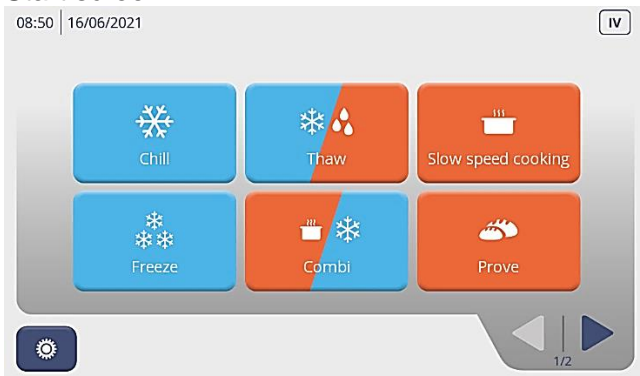 08:50 16/06/2021
IV
Chill
Thaw
Slow speed cooking
Freeze
Combi
Prove
1/2